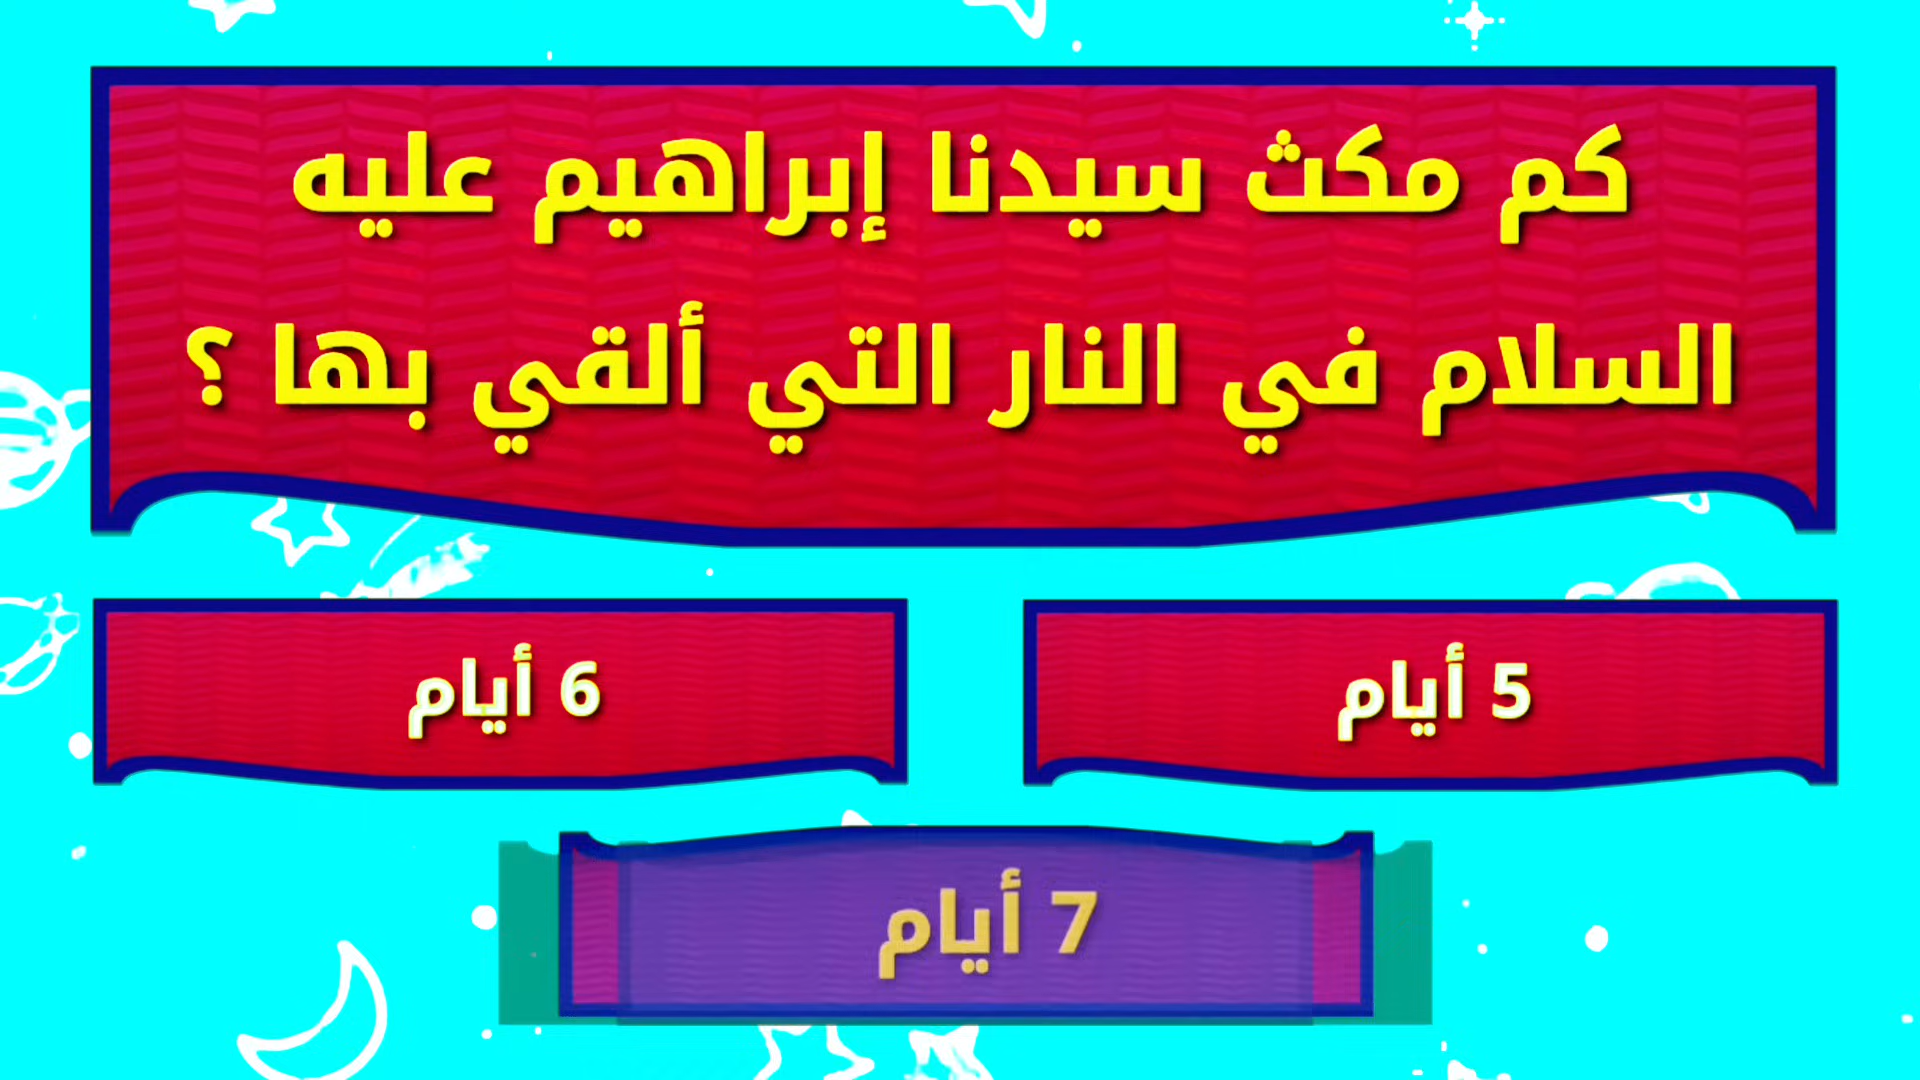 كم مكث سيدنا إبراهيم عليه
السلام في النار التي ألقي بها ؟
5 أيام
6 أيام
7 أيام